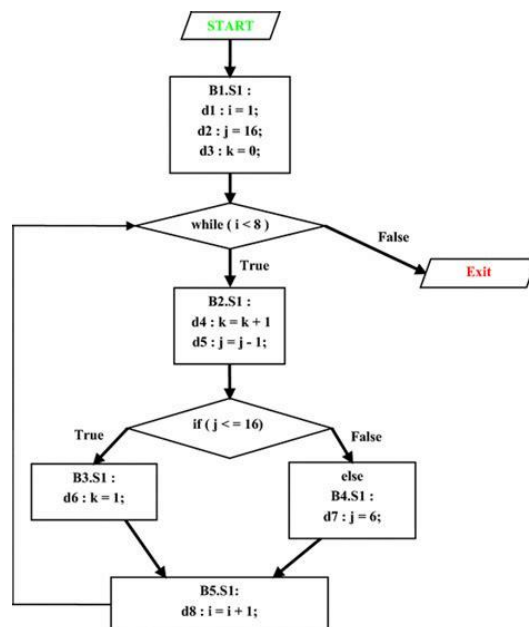 START
B1.S1 :
d1 : i = 1;
d2 : j = 16;
d3 : k = 0;
while ( i < 8 )
False
Exit
True
B2.S1 :
d4 : k = k + 1
d5 : j = j - 1;
if ( j < = 16)
True
False
B3.S1 :
d6 : k = 1;
else
B4.S1 :
d7 : j = 6;
B5.S1:
d8 : i = i + 1;